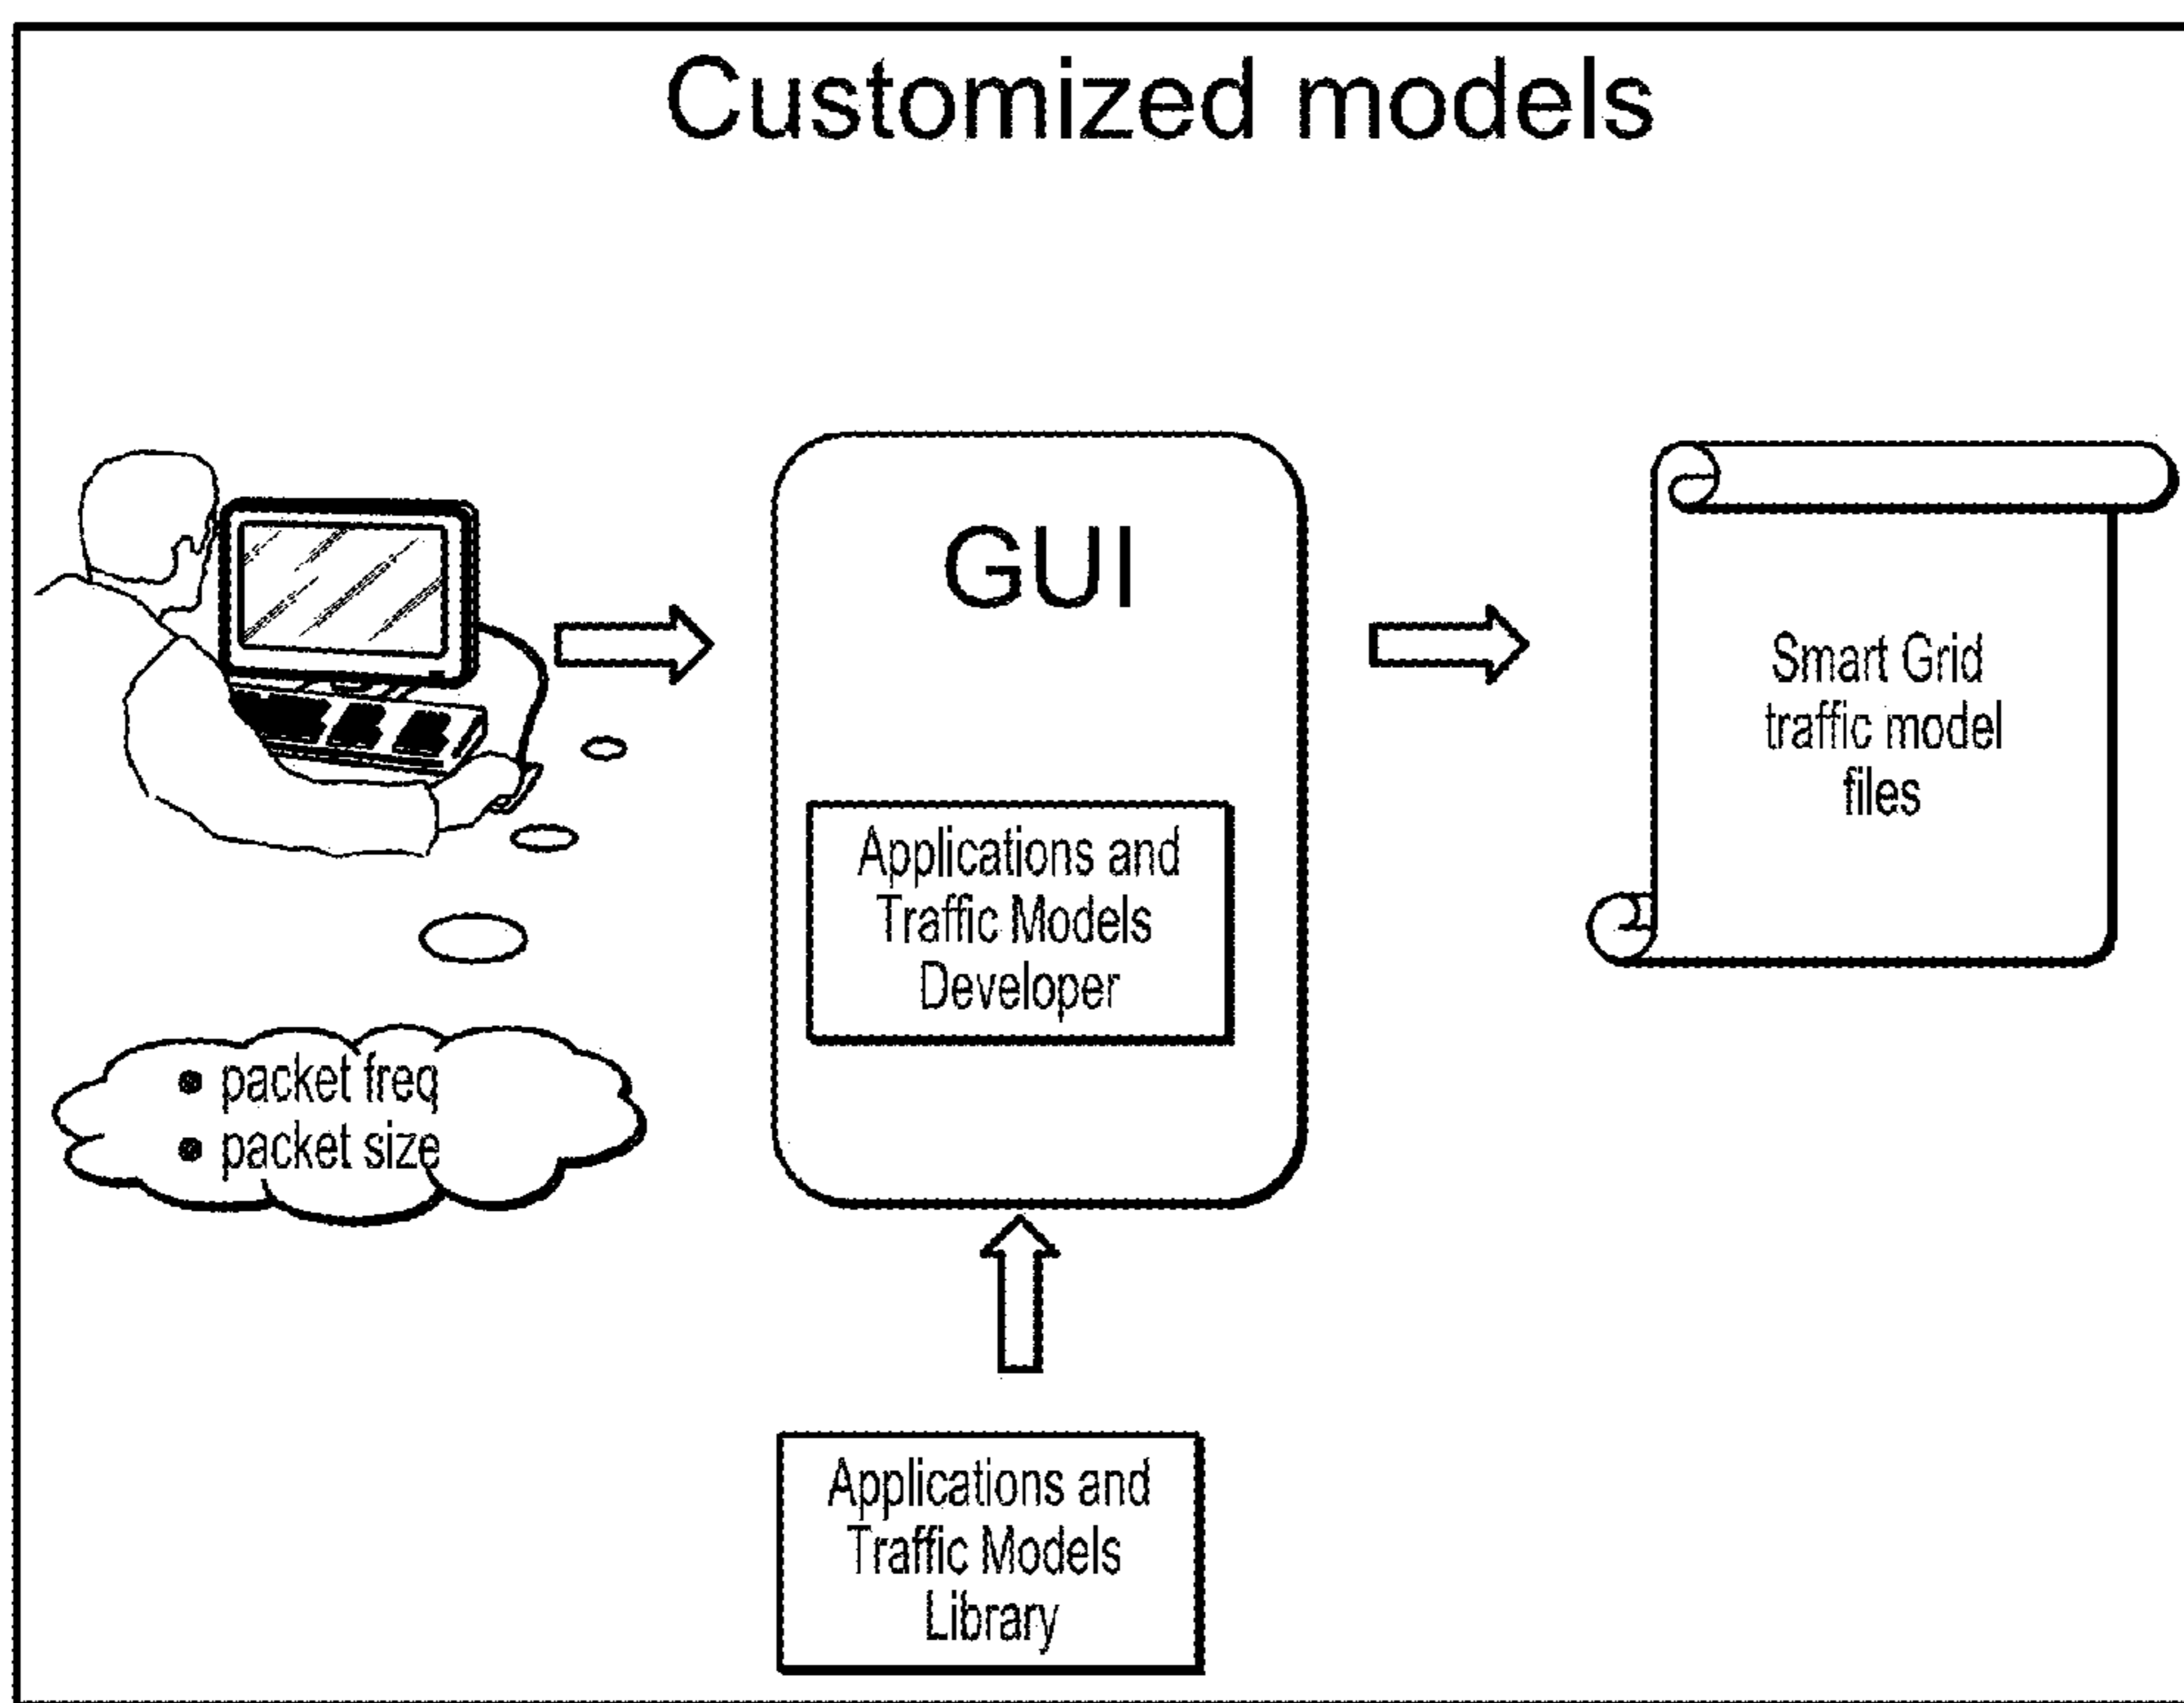 Customized models
GUI
Smart Grid
traffic model
files
Applications and
Traffic Models
Developer
● packet freq
● packet size
Applications and
Traffic Models
Library